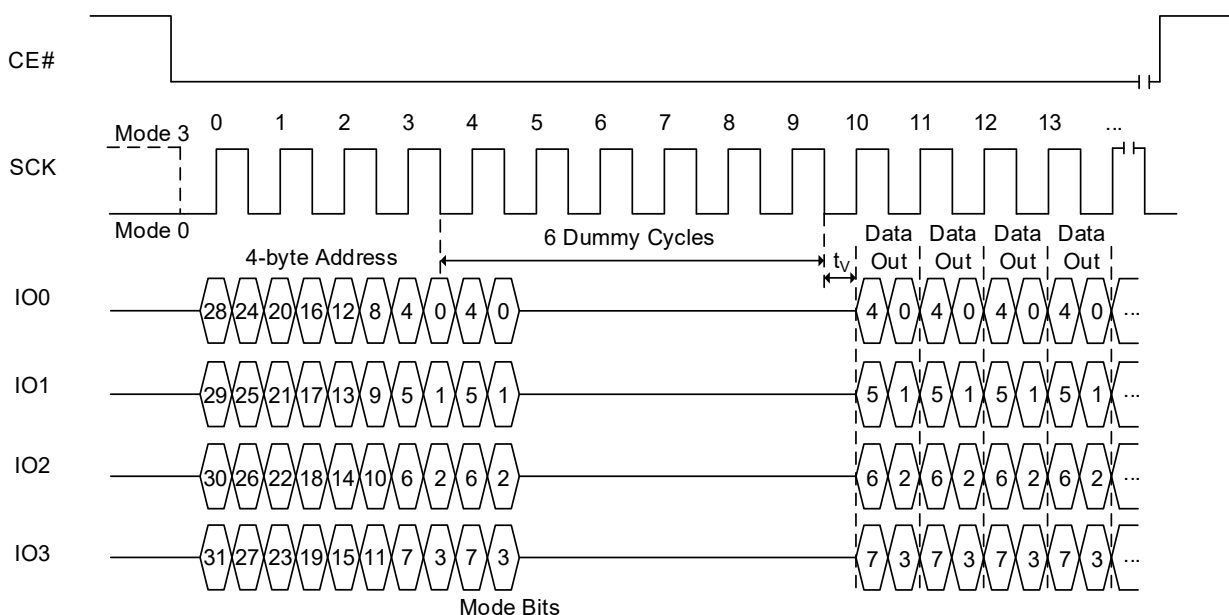 CE#
0 1 2 3 4 5 6 7 8 9 10 11 12 13 ...
Mode 3
SCK
Mode 0
6 Dummy Cycles
Data Data Data Data
4-byte Address
tV
Out Out Out Out
IO0
28 24 20 16 12 8 4 0 4 0 4 0 4 0 4 0 4 0 ...
IO1
29 25 21 17 13 9 5 1 5 1 5 1 5 1 5 1 5 1 ...
IO2
30 26 22 18 14 10 6 2 6 2 6 2 6 2 6 2 6 2 ...
IO3
31 27 23 19 15 11 7 3 7 3 7 3 7 3 7 3 7 3 ...
Mode Bits